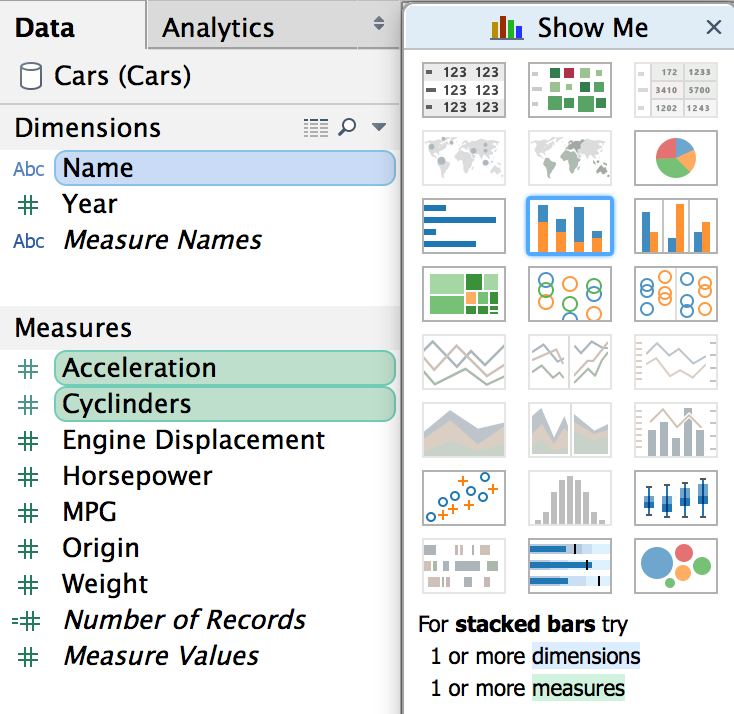 Data
Analytics
Cars (Cars)
Dimensions
Abc Name
Year
Abc Measure Names
Measures
Acceleration
Cyclinders
Engine Displacement
Horsepower
MPG
Origin
Weight
Number of Records
Measure Values
Show Me
123 123
123 123
123 123
172 1233
3410 5700
1202 1243
For stacked bars try
1 or more dimensions
1 or more measures